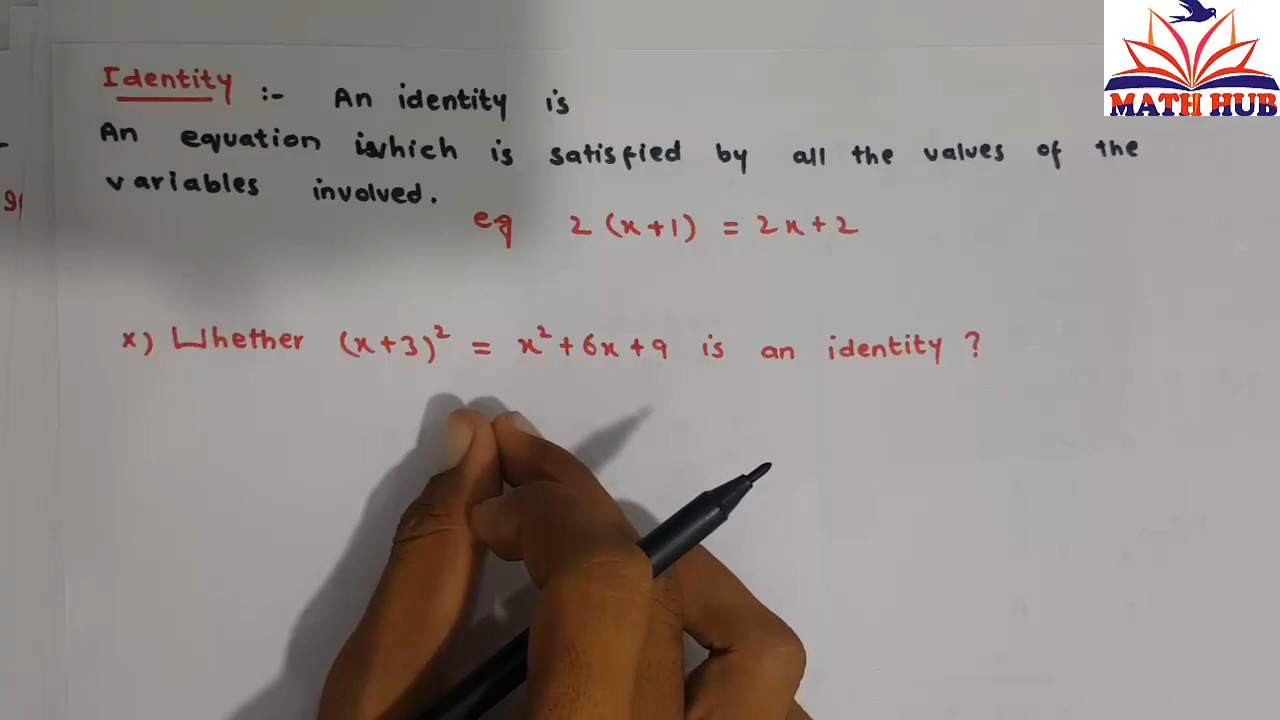 MATH HUB
Identity :- An identity is
An equation which is satisfied by all the values of the
variables involved.
eg 2(x+1) = 2x+2
x) Whether (x+3)² = x²+6x+9 is an identity ?